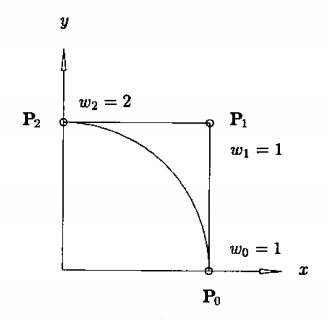 y
w₂ = 2
P₂
P₁
w₁ = 1
w₀ = 1
x
P₀